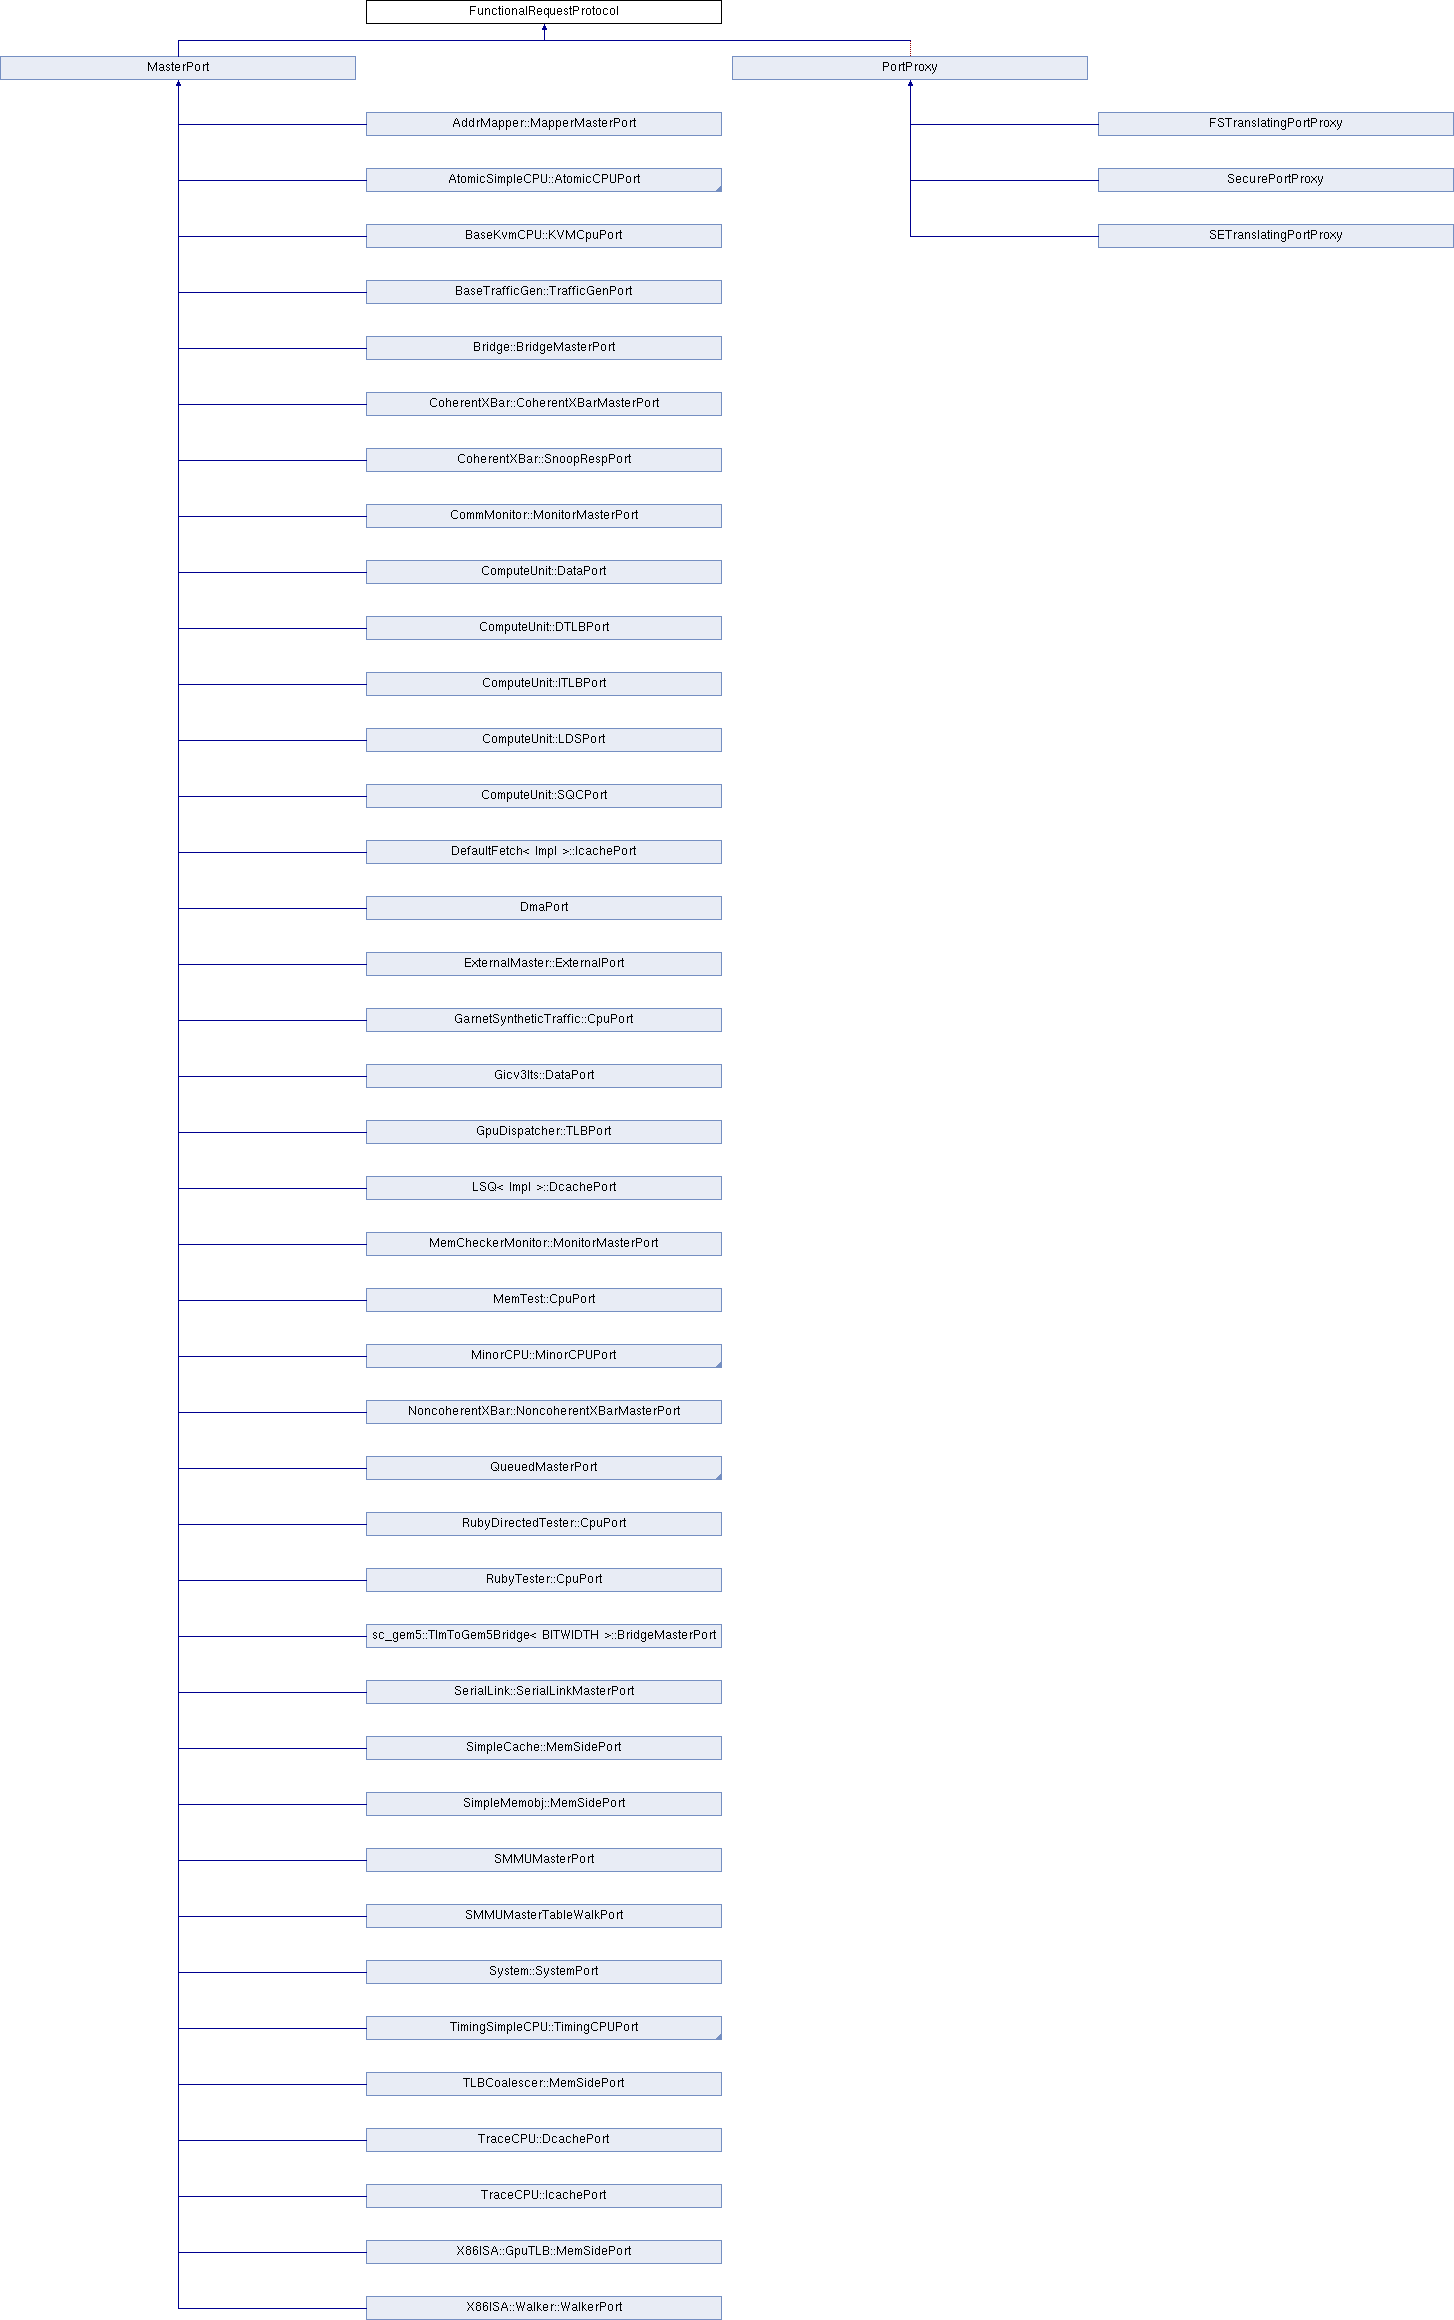 FunctionalRequestProtocol
MasterPort
PortProxy
AddrMapper::MapperMasterPort
FSTranslatingPortProxy
AtomicSimpleCPU::AtomicCPUPort
SecurePortProxy
BaseKvmCPU::KVMCpuPort
SETranslatingPortProxy
BaseTrafficGen::TrafficGenPort
Bridge::BridgeMasterPort
CoherentXBar::CoherentXBarMasterPort
CoherentXBar::SnoopRespPort
CommMonitor::MonitorMasterPort
ComputeUnit::DataPort
ComputeUnit::DTLBPort
ComputeUnit::ITLBPort
ComputeUnit::LDSPort
ComputeUnit::SQCPort
DefaultFetch< Impl >::IcachePort
DmaPort
ExternalMaster::ExternalPort
GarnetSyntheticTraffic::CpuPort
Gicv3Its::DataPort
GpuDispatcher::TLBPort
LSQ< Impl >::DcachePort
MemCheckerMonitor::MonitorMasterPort
MemTest::CpuPort
MinorCPU::MinorCPUPort
NoncoherentXBar::NoncoherentXBarMasterPort
QueuedMasterPort
RubyDirectedTester::CpuPort
RubyTester::CpuPort
sc_gem5::TlmToGem5Bridge< BITWIDTH >::BridgeMasterPort
SerialLink::SerialLinkMasterPort
SimpleCache::MemSidePort
SimpleMemobj::MemSidePort
SMMUMasterPort
SMMUMasterTableWalkPort
System::SystemPort
TimingSimpleCPU::TimingCPUPort
TLBCoalescer::MemSidePort
TraceCPU::DcachePort
TraceCPU::IcachePort
X86ISA::GpuTLB::MemSidePort
X86ISA::Walker::WalkerPort